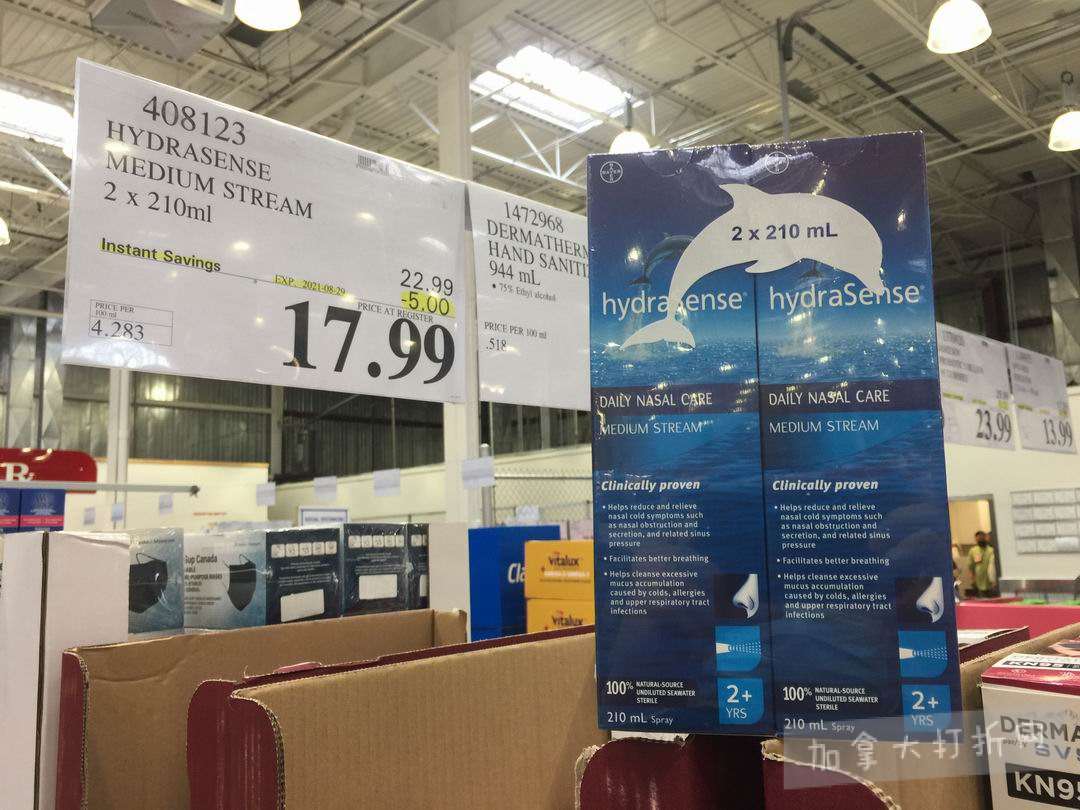 408123
HYDRASENSE
MEDIUM STREAM
2 x 210ml
Instant Savings
22.99
EXP. 2021-08-29
-5.00
PRICE AT REGISTER
17.99
PRICE PER
100 ml
4.283
1472968
DERMATHERM
HAND SANITI
944 mL
• 75% Ethyl alcohol
PRICE PER 100 ml
.518
2 x 210 mL
hydraSense
DAILY NASAL CARE
MEDIUM STREAM
Clinically proven
• Helps reduce and relieve
nasal cold symptoms such
as nasal obstruction and
secretion, and related sinus
pressure
• Facilitates better breathing
• Helps cleanse excessive
mucus accumulation
caused by colds, allergies
and upper respiratory tract
infections
100% NATURAL-SOURCE
UNDILUTED SEAWATER
STERILE
2+
YRS
210 mL Spray
hydraSense
DAILY NASAL CARE
MEDIUM STREAM
Clinically proven
• Helps reduce and relieve
nasal cold symptoms such
as nasal obstruction and
secretion, and related sinus
pressure
• Facilitates better breathing
• Helps cleanse excessive
mucus accumulation
caused by colds, allergies
and upper respiratory tract
infections
100% NATURAL-SOURCE
UNDILUTED SEAWATER
STERILE
2+
YRS
210 mL Spray
23.99
13.99
Rx
Canada
Cla
vitalux
vitalux
KN95
DERMA
KN95
加拿大打折网